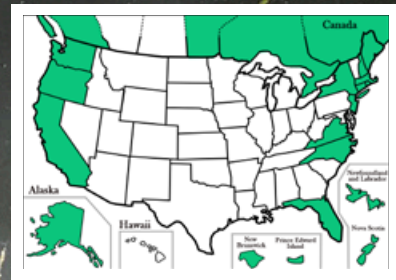 Canada
Newfoundland
and Labrador
Alaska
Hawaii
New
Brunswick
Prince Edward
Island
Nova Scotia